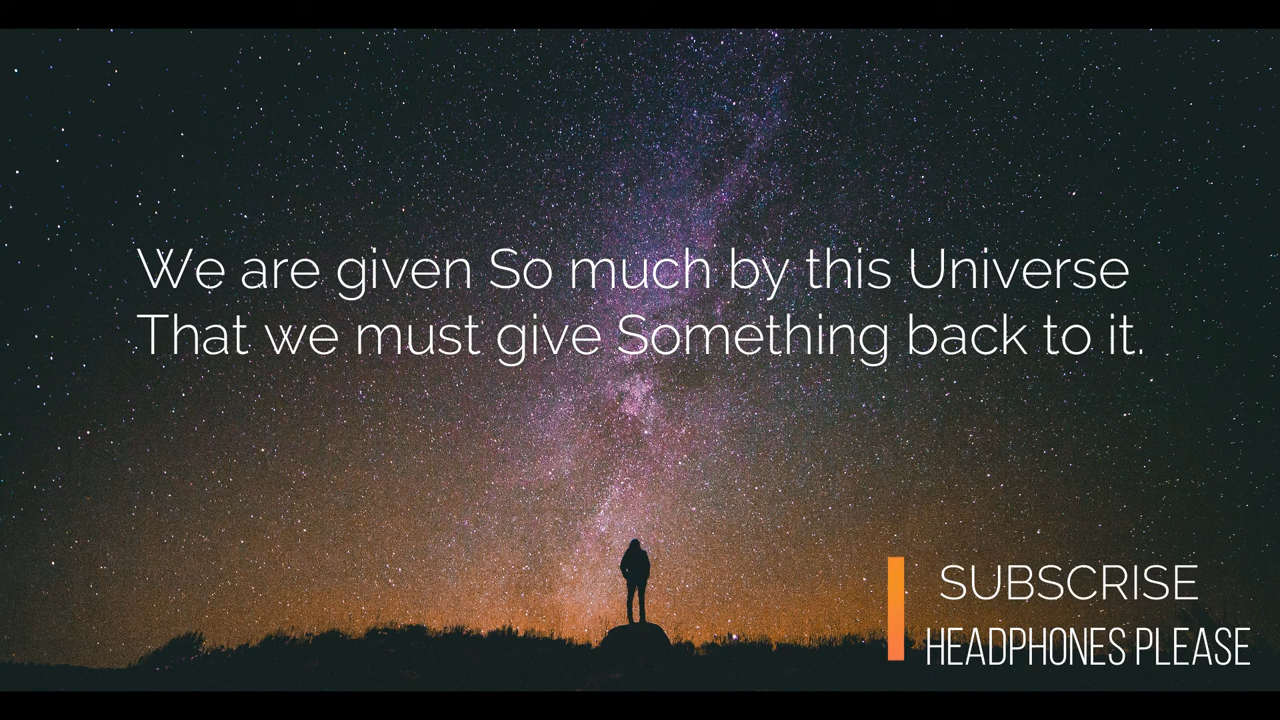 We are given So much by this Universe
That we must give Something back to it.
SUBSCRISE
HEADPHONES PLEASE